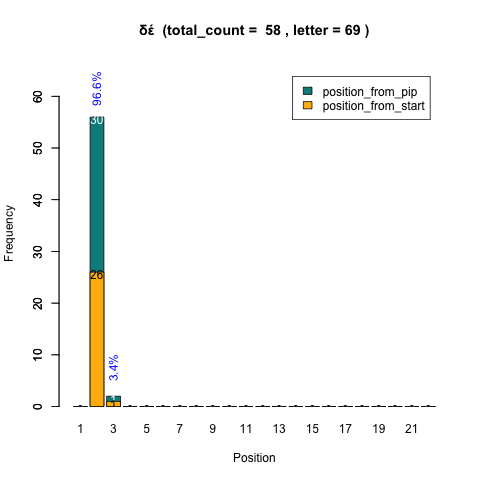 δέ (total_count = 58 , letter = 69 )
96.6%
position_from_pip
position_from_start
60
50
40
30
20
10
0
Frequency
30
26
3.4%
1
1
1 3 5 7 9 11 13 15 17 19 21
Position